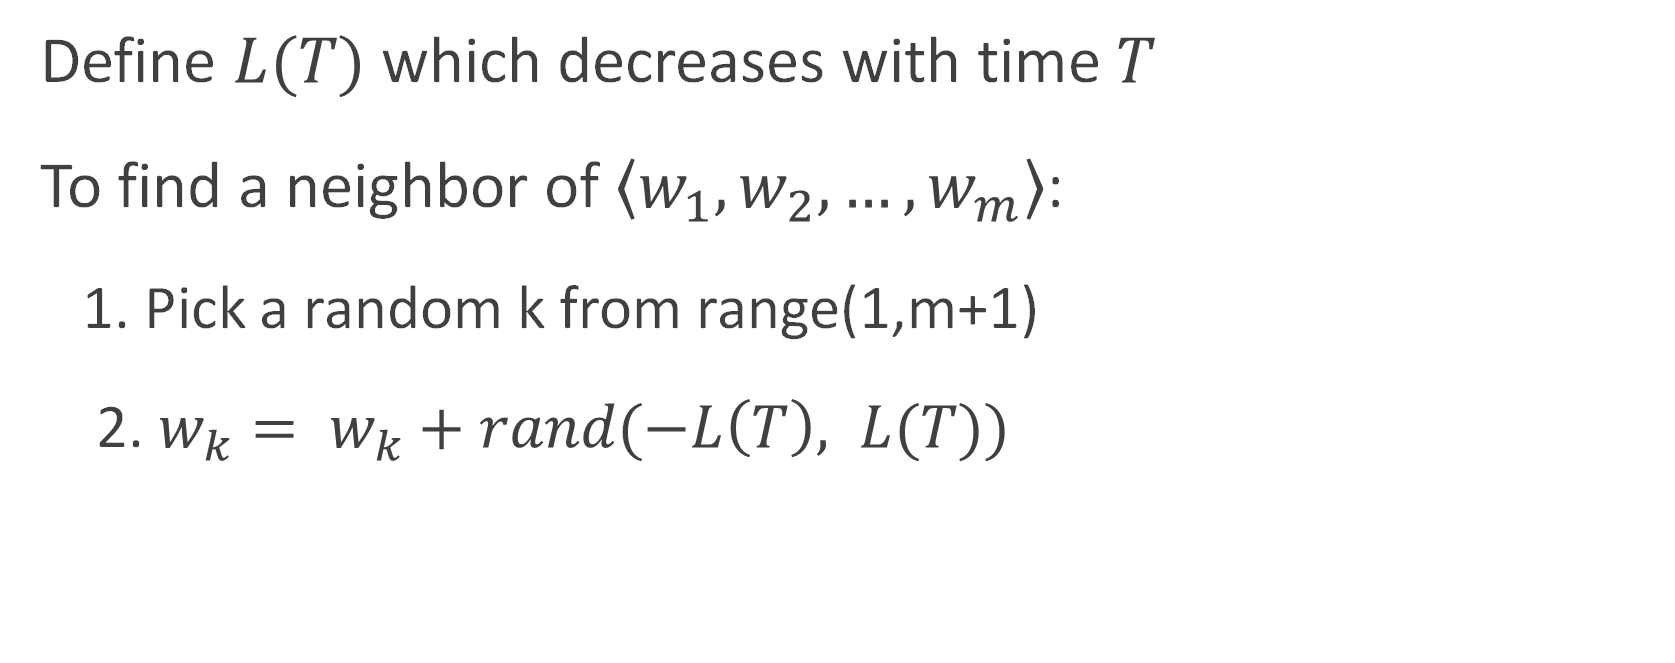 Define L(T) which decreases with time T
To find a neighbor of ⟨w₁, w₂, … , wₘ⟩:
1. Pick a random k from range(1,m+1)
2. wₖ = wₖ + rand(−L(T), L(T))